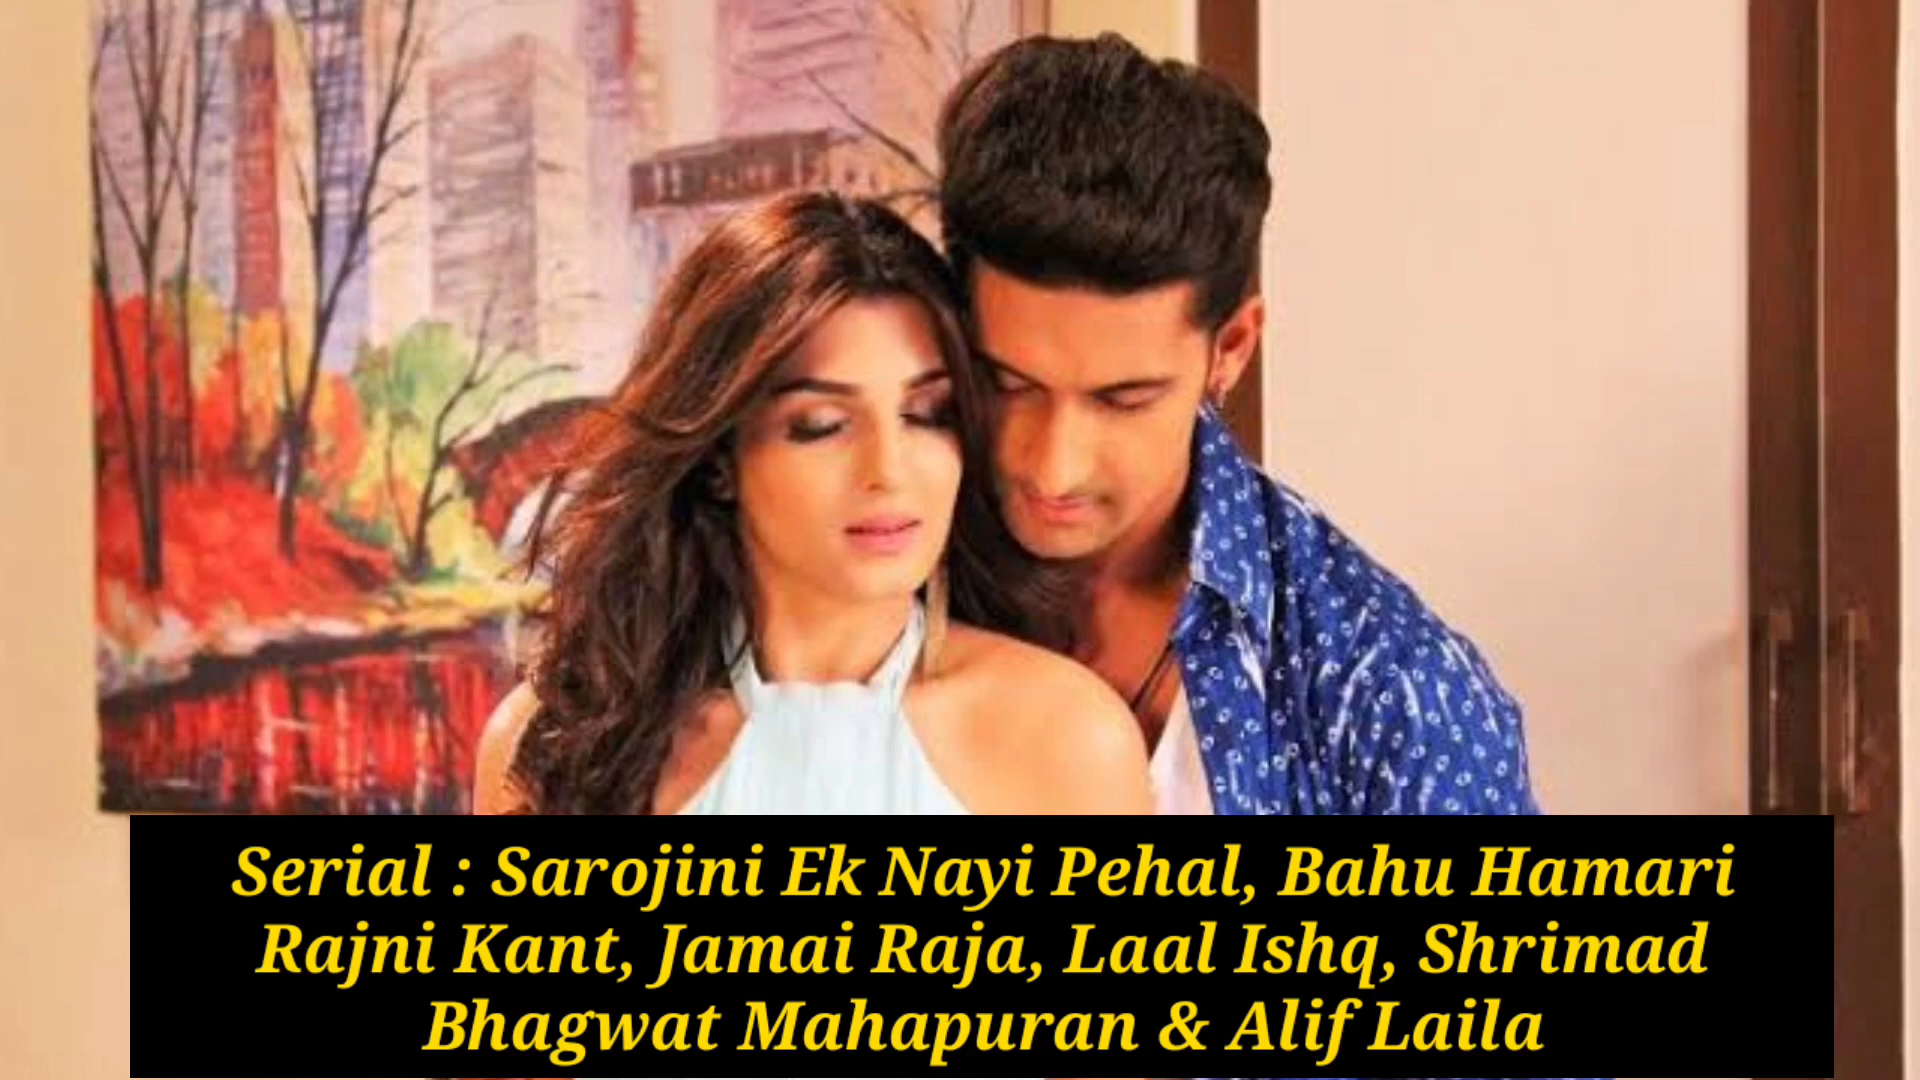 Serial : Sarojini Ek Nayi Pehal, Bahu Hamari
Rajni Kant, Jamai Raja, Laal Ishq, Shrimad
Bhagwat Mahapuran & Alif Laila